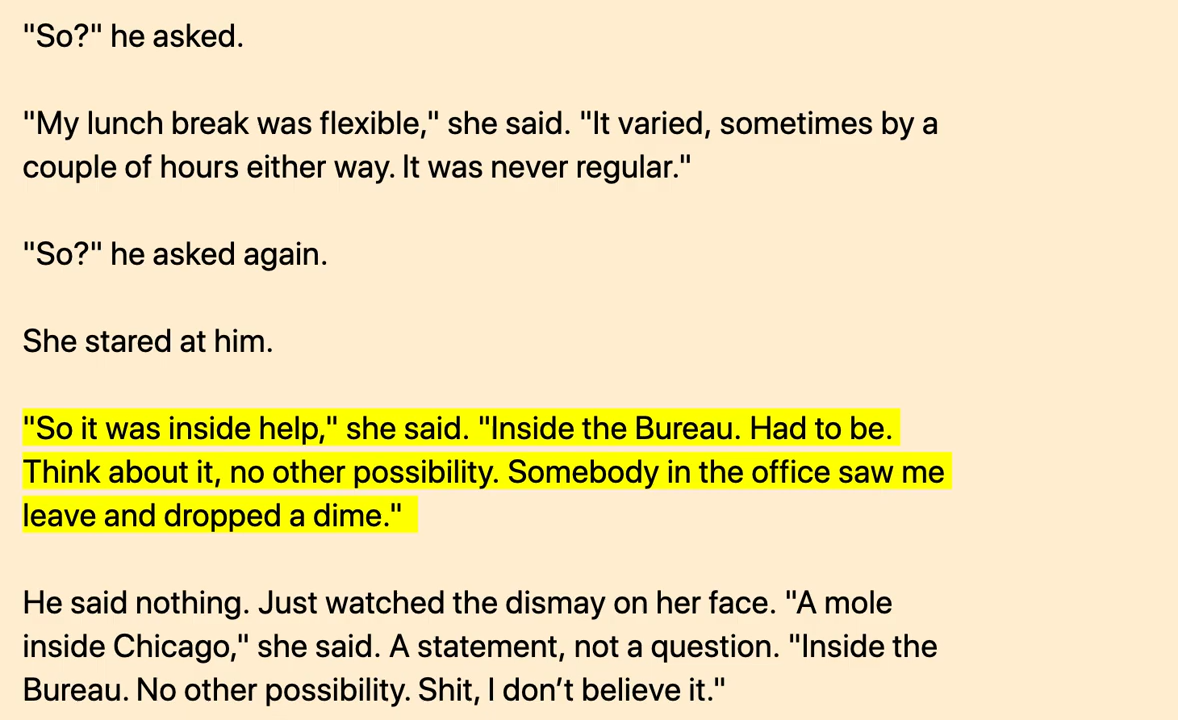 "So?" he asked.
"My lunch break was flexible," she said. "It varied, sometimes by a
couple of hours either way. It was never regular."
"So?" he asked again.
She stared at him.
"So it was inside help," she said. "Inside the Bureau. Had to be.
Think about it, no other possibility. Somebody in the office saw me
leave and dropped a dime."
He said nothing. Just watched the dismay on her face. "A mole
inside Chicago," she said. A statement, not a question. "Inside the
Bureau. No other possibility. Shit, I don’t believe it."